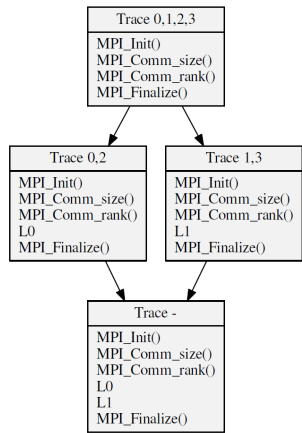 Trace 0,1,2,3
MPI_Init()
MPI_Comm_size()
MPI_Comm_rank()
MPI_Finalize()
Trace 0,2
MPI_Init()
MPI_Comm_size()
MPI_Comm_rank()
L0
MPI_Finalize()
Trace 1,3
MPI_Init()
MPI_Comm_size()
MPI_Comm_rank()
L1
MPI_Finalize()
Trace -
MPI_Init()
MPI_Comm_size()
MPI_Comm_rank()
L0
L1
MPI_Finalize()